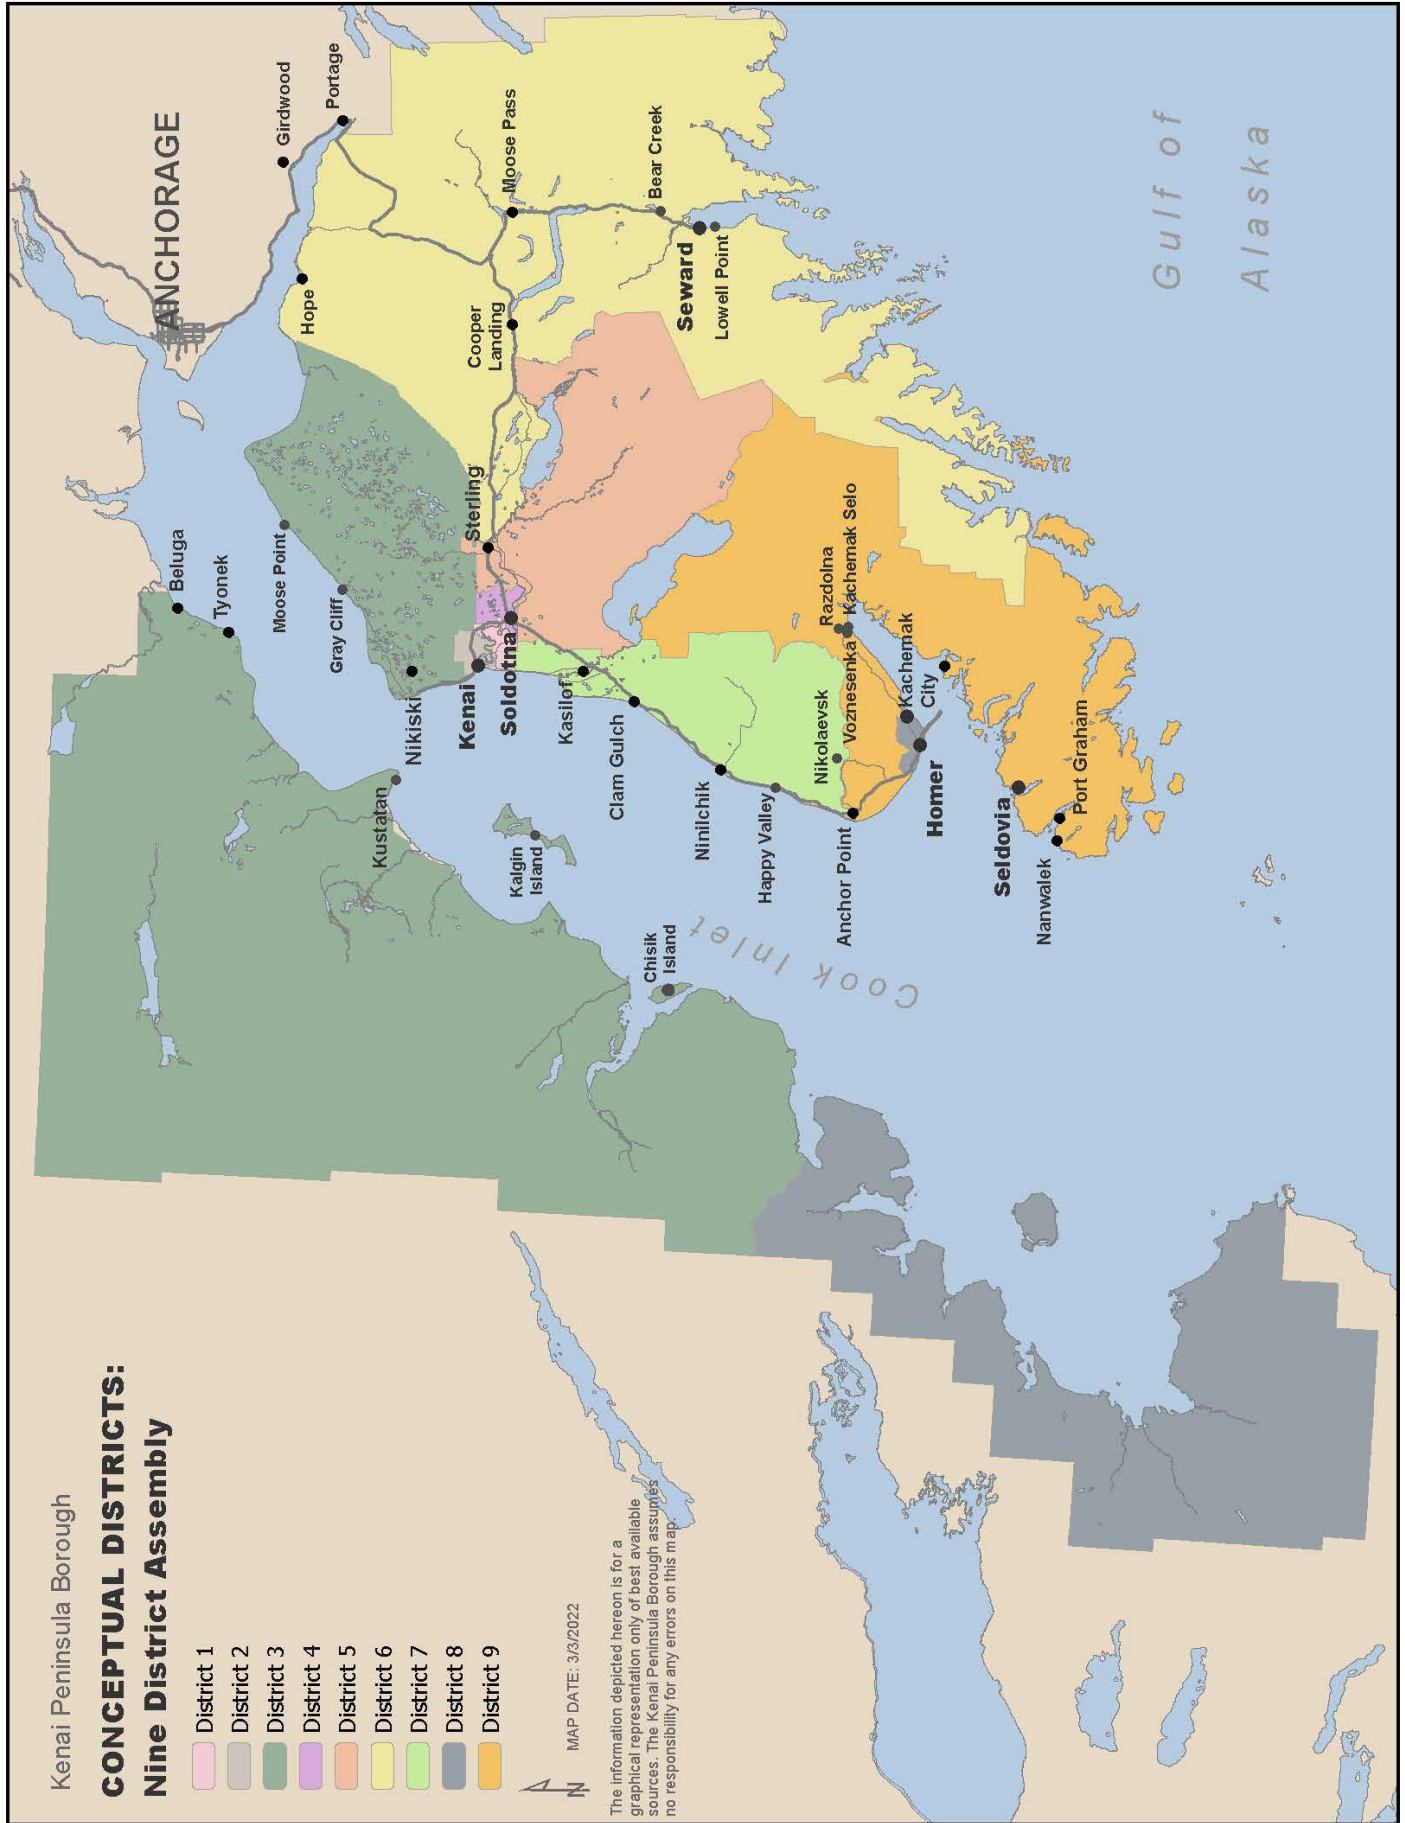 Kenai Peninsula Borough
CONCEPTUAL DISTRICTS:
Nine District Assembly
District 1
District 2
District 3
District 4
District 5
District 6
District 7
District 8
District 9
N
MAP DATE: 3/3/2022
The information depicted hereon is for a
graphical representation only of best available
sources. The Kenai Peninsula Borough assumes
no responsibility for any errors on this map.
ANCHORAGE
Girdwood
Portage
Hope
Beluga
Tyonek
Moose Point
Gray Cliff
Nikiski
Kustatan
Kalgin
Island
Chisik
Island
Cook Inlet
Kenai
Soldotna
Sterling
Cooper
Landing
Moose Pass
Bear Creek
Seward
Lowell Point
Kasilof
Clam Gulch
Ninilchik
Happy Valley
Nikolaevsk
Anchor Point
Razdolna
Kachemak Selo
Voznesenka
Kachemak
City
Homer
Seldovia
Port Graham
Nanwalek
Gulf of
Alaska